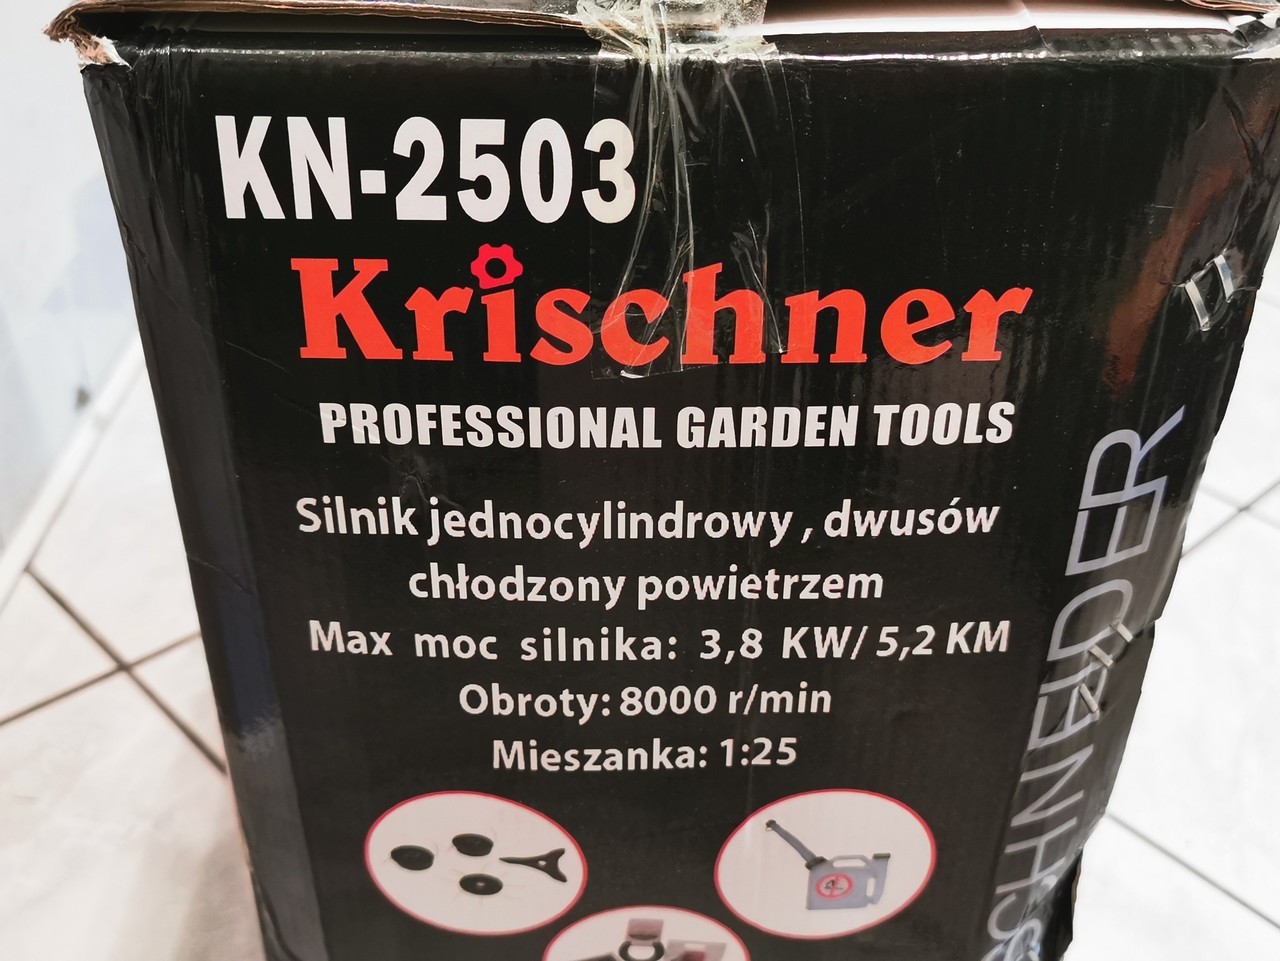 KN-2503
Krischner
PROFESSIONAL GARDEN TOOLS
Silnik jednocylindrowy , dwusów
chłodzony powietrzem
Max moc silnika: 3,8 KW/ 5,2 KM
Obroty: 8000 r/min
Mieszanka: 1:25